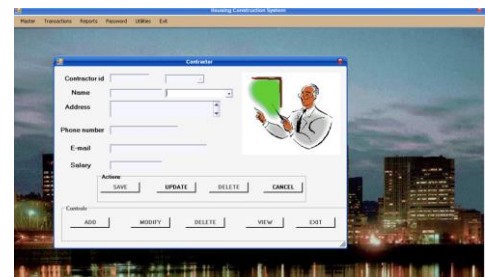 Housing Construction System
Master Transactions Reports Password Utilities Exit
Contractor
Contractor id
...
Name
Address
Phone number
E-mail
Salary
Actions
SAVE UPDATE DELETE CANCEL
Controls
ADD MODIFY DELETE VIEW EXIT